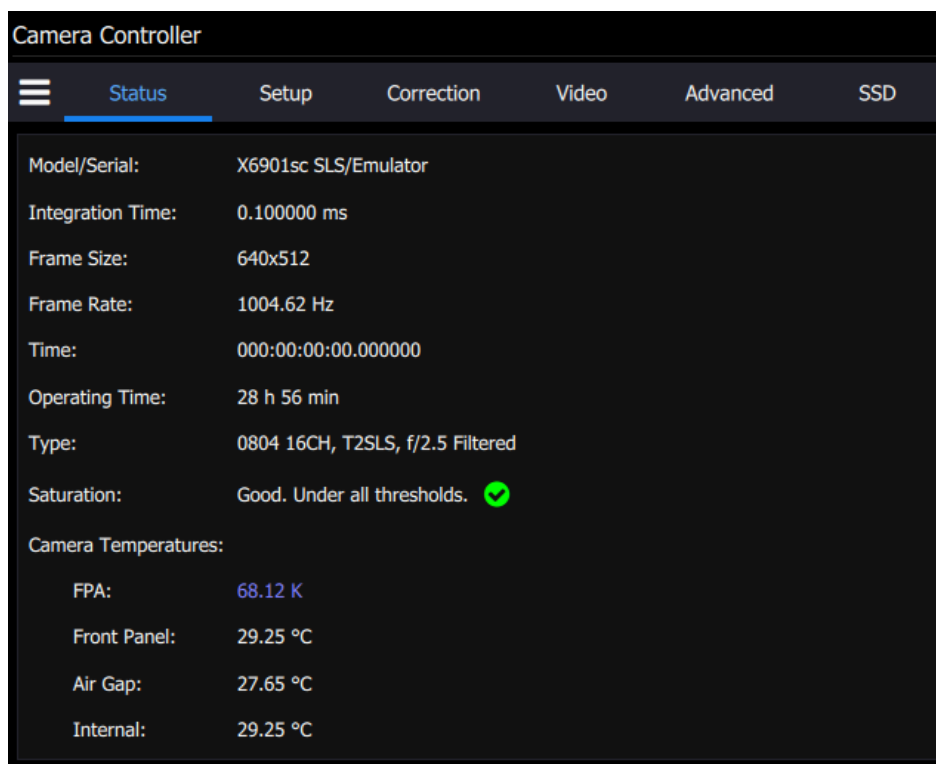 Camera Controller
Status Setup Correction Video Advanced SSD
Model/Serial: X6901sc SLS/Emulator
Integration Time: 0.100000 ms
Frame Size: 640x512
Frame Rate: 1004.62 Hz
Time: 000:00:00:00.000000
Operating Time: 28 h 56 min
Type: 0804 16CH, T2SLS, f/2.5 Filtered
Saturation: Good. Under all thresholds.
Camera Temperatures:
FPA: 68.12 K
Front Panel: 29.25 °C
Air Gap: 27.65 °C
Internal: 29.25 °C